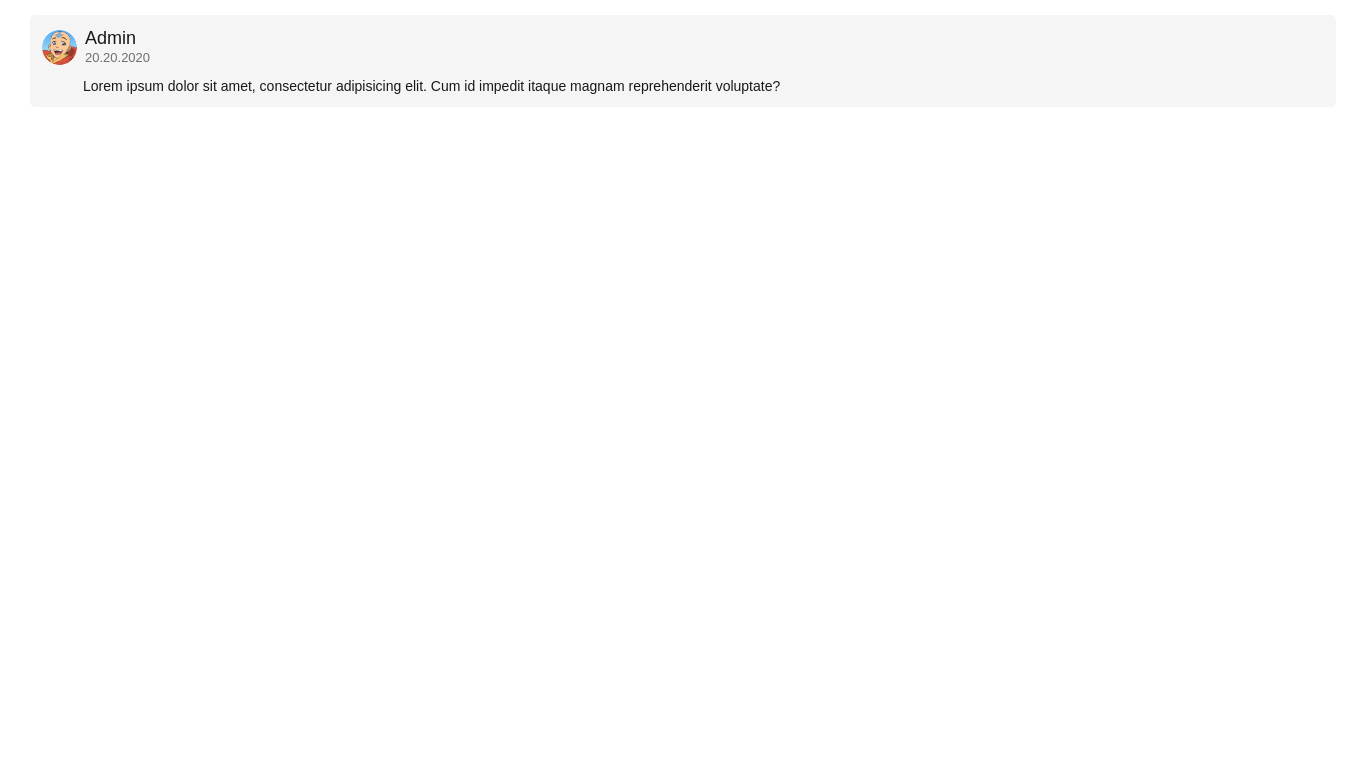 Admin
20.20.2020
Lorem ipsum dolor sit amet, consectetur adipisicing elit. Cum id impedit itaque magnam reprehenderit voluptate?